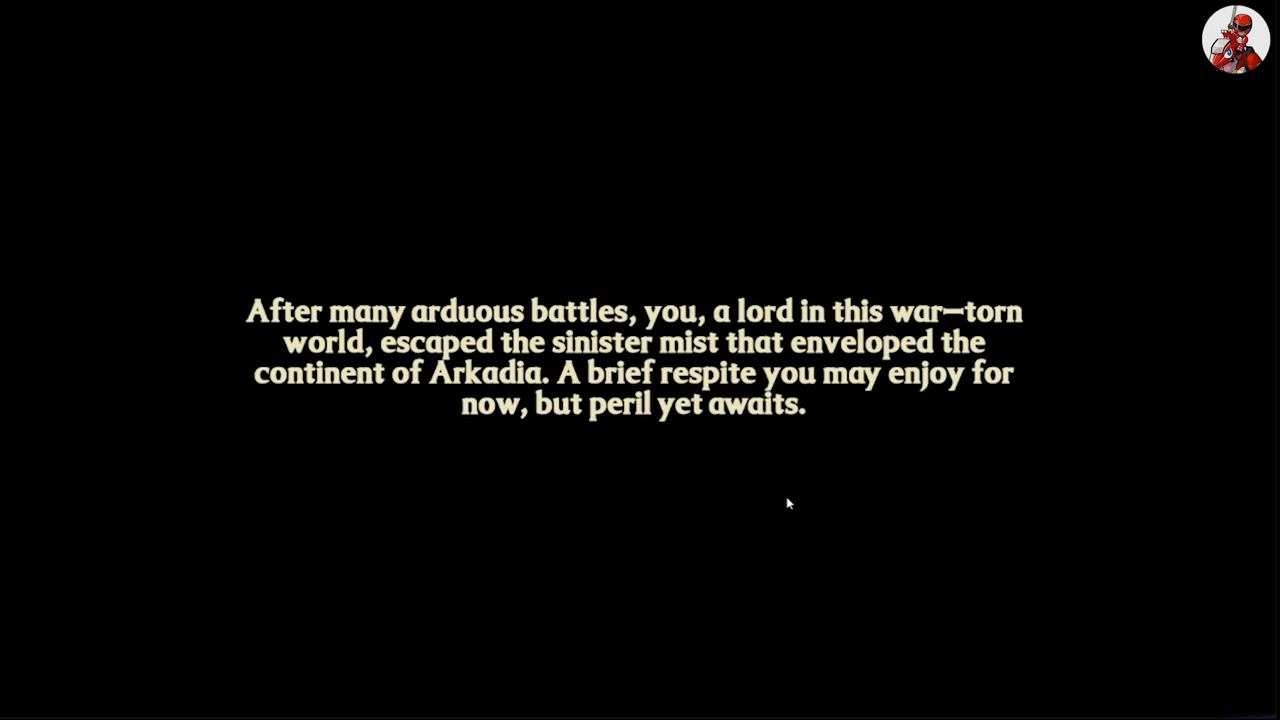 After many arduous battles, you, a lord in this war—torn
world, escaped the sinister mist that enveloped the
continent of Arkadia. A brief respite you may enjoy for
now, but peril yet awaits.